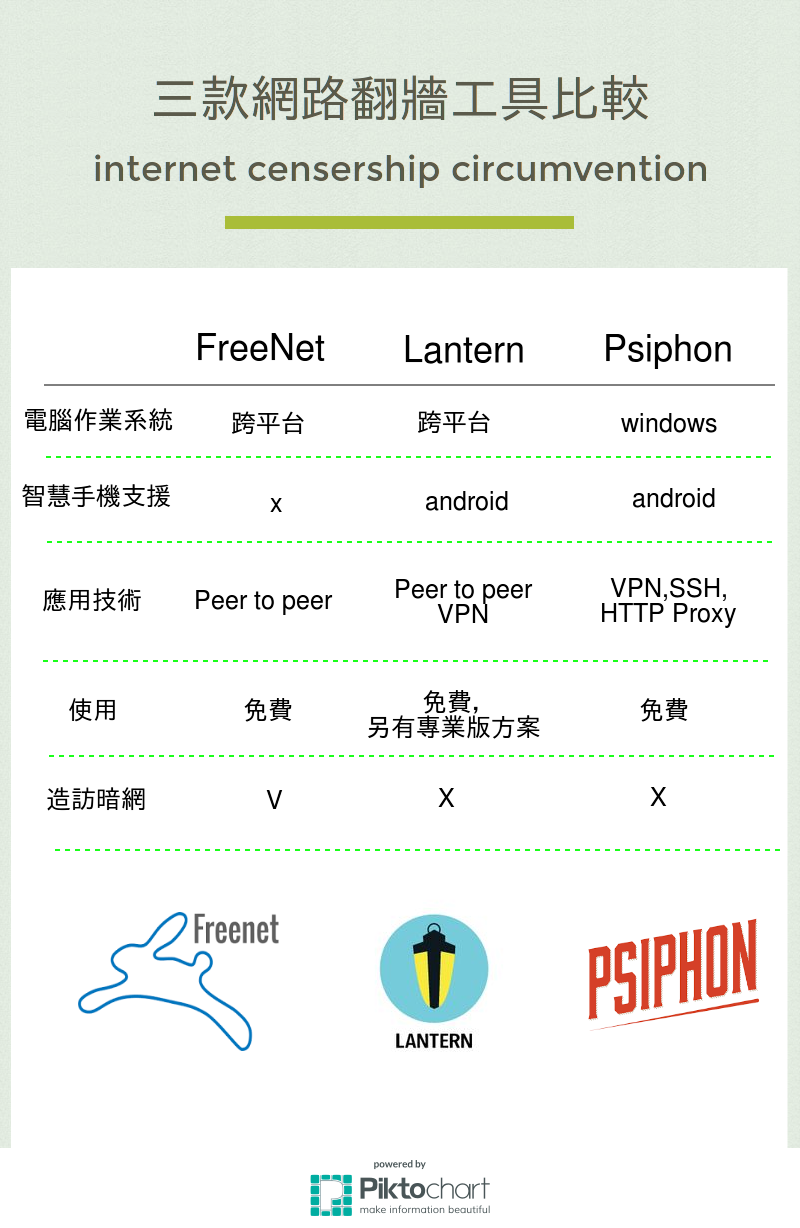 三款網路翻牆工具比較
internet censership circumvention
FreeNet Lantern Psiphon
電腦作業系統 跨平台 跨平台 windows
智慧手機支援 x android android
應用技術 Peer to peer Peer to peer VPN,SSH,
VPN HTTP Proxy
使用 免費 免費, 免費
另有專業版方案
造訪暗網 V X X
Freenet
LANTERN
PSIPHON
powered by
Piktochart
make information beautiful